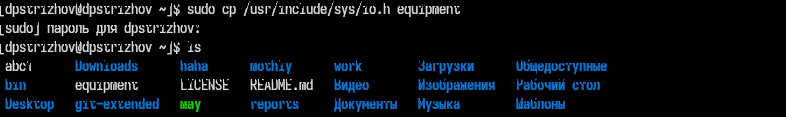 [dpstrizhov@dpstrizhov ~]$ sudo cp /usr/include/sys/io.h equipment
[sudo] пароль для dpstrizhov:
[dpstrizhov@dpstrizhov ~]$ ls
abc1 Downloads haha monthly work Загрузки Общедоступные
bin equipment LICENSE README.md Видео Изображения 'Рабочий стол'
Desktop git-extended may reports Документы Музыка Шаблоны